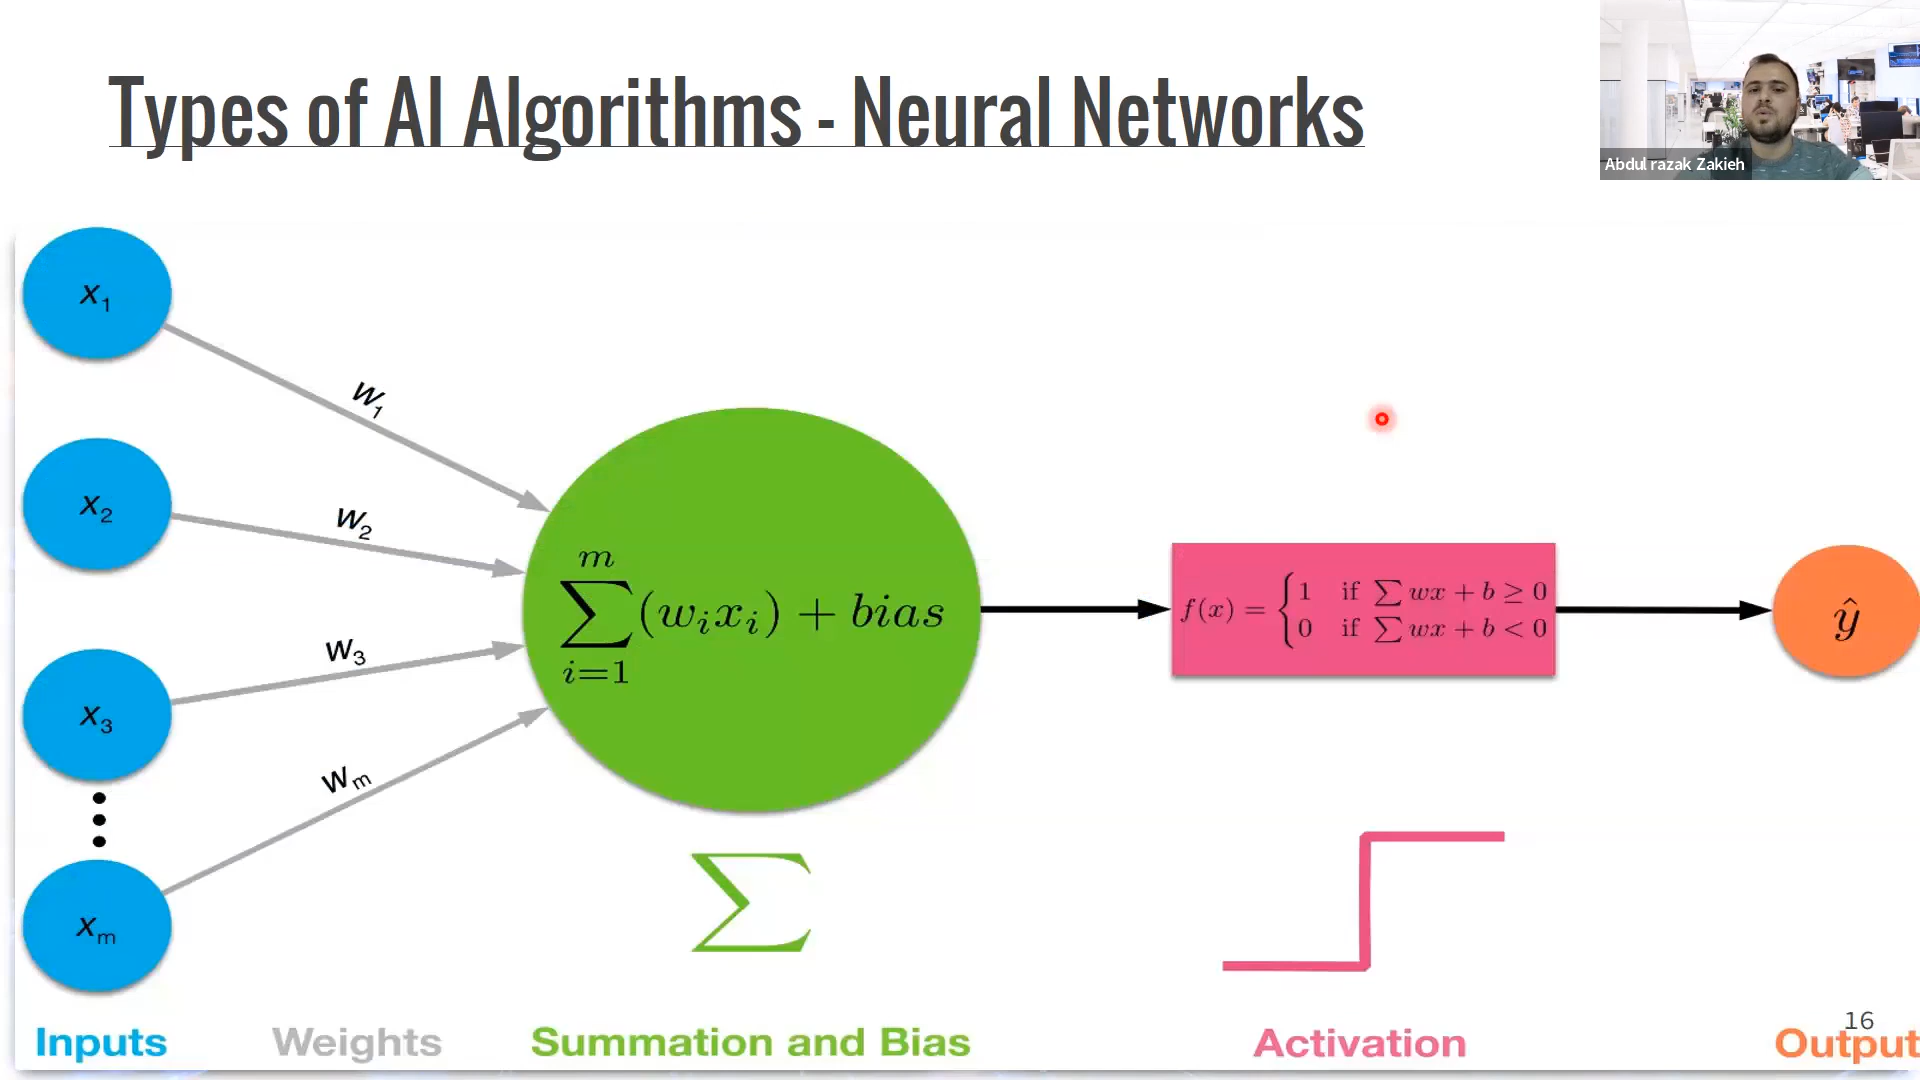 Types of AI Algorithms - Neural Networks
Abdul razak Zakieh
x₁
w₁
x₂
w₂
x₃
w₃
xₘ
wₘ
m
∑(wᵢxᵢ) + bias
i=1
f(x) = { 1 if ∑ wx + b ≥ 0
0 if ∑ wx + b < 0
ŷ
∑
16
Inputs Weights Summation and Bias Activation Output